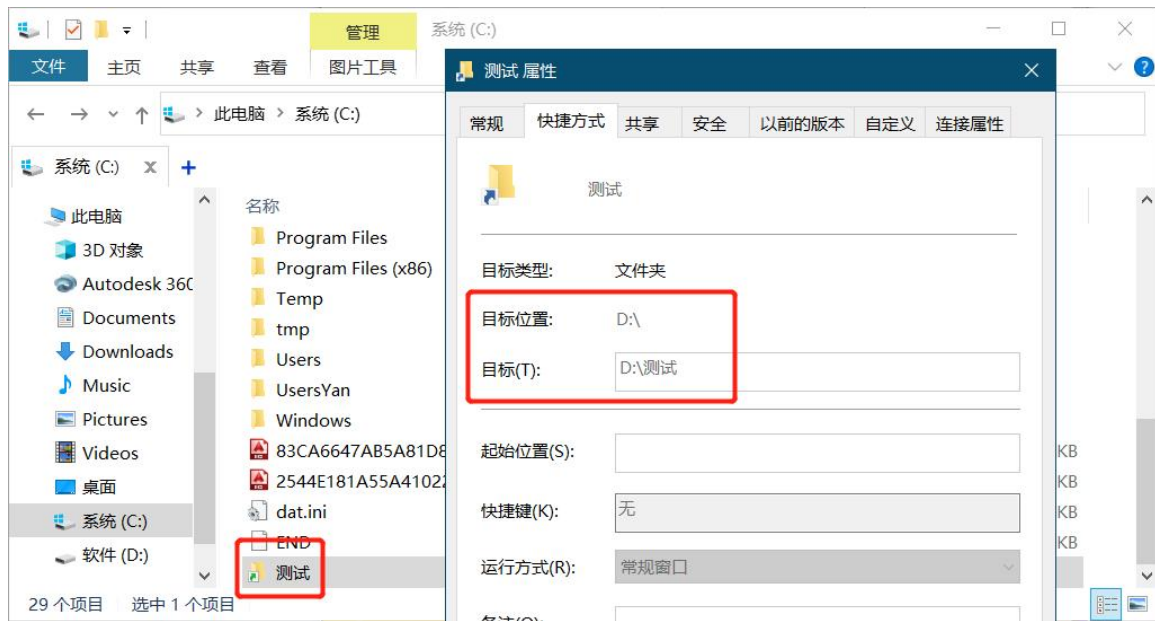 管理
系统 (C:)
文件
主页
共享
查看
图片工具
此电脑
系统 (C:)
系统 (C:)
此电脑
3D 对象
Autodesk 360
Documents
Downloads
Music
Pictures
Videos
桌面
系统 (C:)
软件 (D:)
名称
Program Files
Program Files (x86)
Temp
tmp
Users
UsersYan
Windows
83CA6647AB5A81D8
2544E181A55A41022
dat.ini
END
测试
KB
KB
KB
KB
29 个项目
选中 1 个项目
测试 属性
常规
快捷方式
共享
安全
以前的版本
自定义
连接属性
测试
目标类型:
文件夹
目标位置:
D:\
目标(T):
D:\测试
起始位置(S):
快捷键(K):
无
运行方式(R):
常规窗口